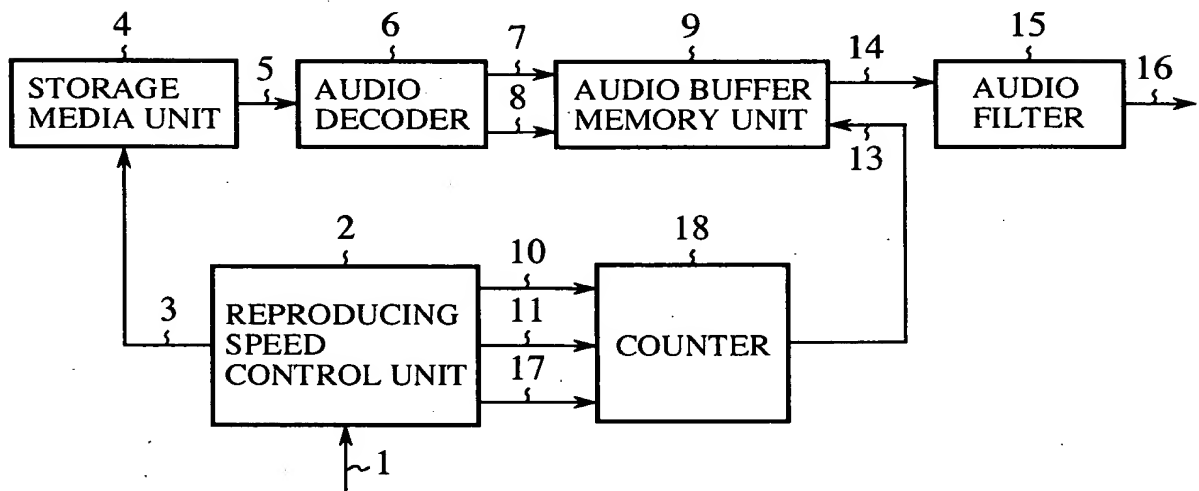 4
6
7
9
14
15
16
STORAGE
MEDIA UNIT
5
AUDIO
DECODER
8
AUDIO BUFFER
MEMORY UNIT
AUDIO
FILTER
13
2
10
18
3
REPRODUCING
SPEED
CONTROL UNIT
11
17
COUNTER
1